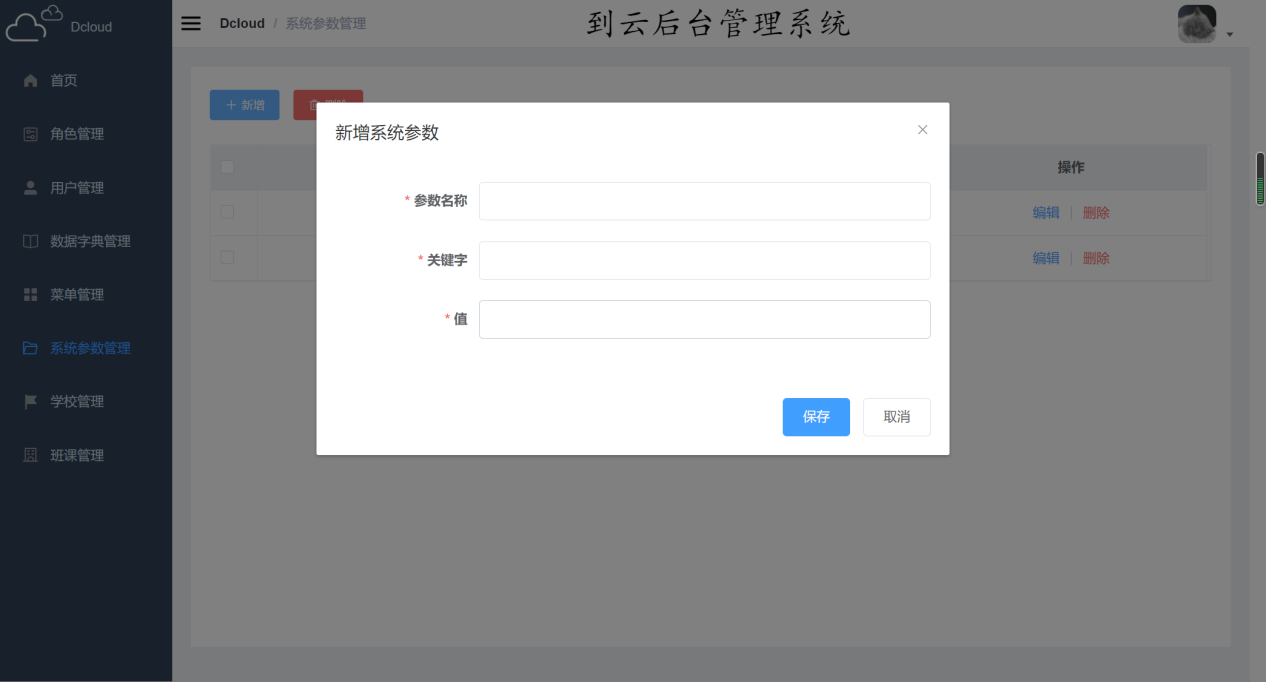 Dcloud
Dcloud / 系统参数管理
到云后台管理系统
首页
角色管理
用户管理
数据字典管理
菜单管理
系统参数管理
学校管理
班课管理
+ 新增
新增系统参数
* 参数名称
* 关键字
* 值
保存
取消
操作
编辑 | 删除
编辑 | 删除